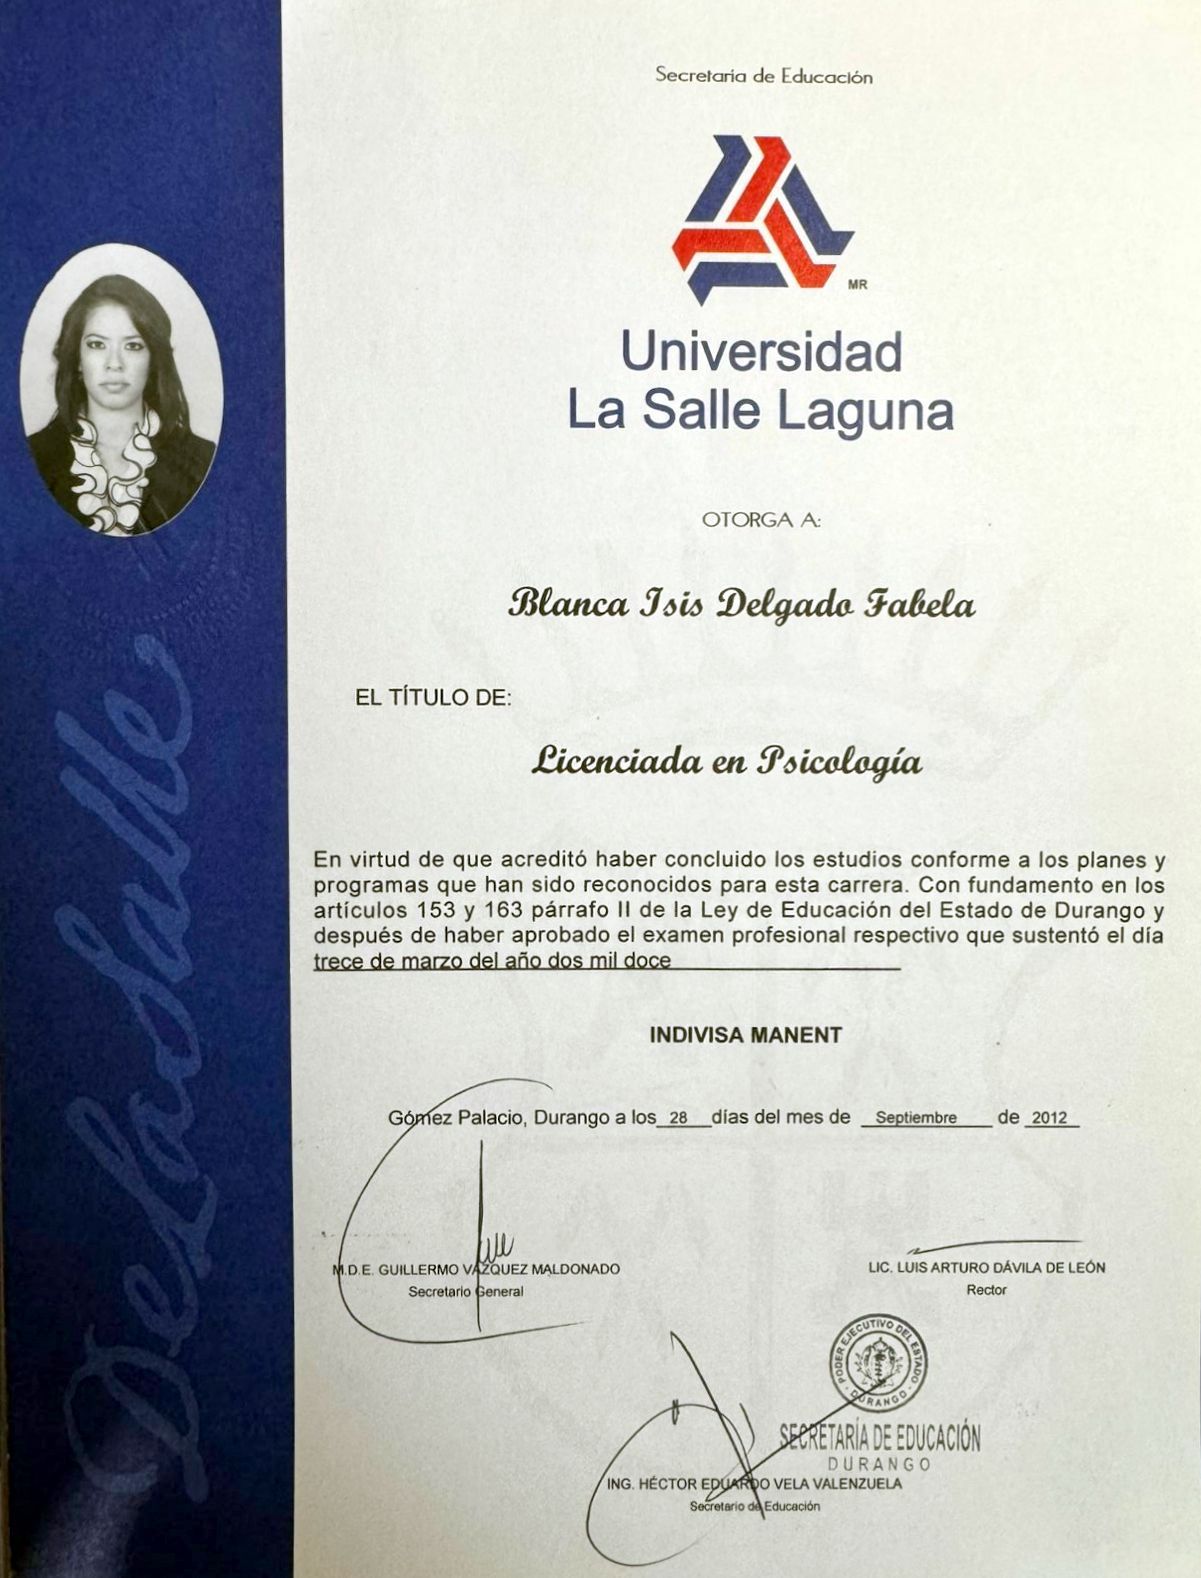 Secretaria de Educación
MR
Universidad
La Salle Laguna
OTORGA A:
Blanca Isis Delgado Fabela
EL TÍTULO DE:
Licenciada en Psicología
En virtud de que acreditó haber concluido los estudios conforme a los planes y
programas que han sido reconocidos para esta carrera. Con fundamento en los
artículos 153 y 163 párrafo II de la Ley de Educación del Estado de Durango y
después de haber aprobado el examen profesional respectivo que sustentó el día
trece de marzo del año dos mil doce
INDIVISA MANENT
Gómez Palacio, Durango a los 28 días del mes de Septiembre de 2012
M.D.E. GUILLERMO VÁZQUEZ MALDONADO
Secretario General
LIC. LUIS ARTURO DÁVILA DE LEÓN
Rector
PODER EJECUTIVO DEL ESTADO
DURANGO
SECRETARÍA DE EDUCACIÓN
DURANGO
ING. HÉCTOR EDUARDO VELA VALENZUELA
Secretario de Educación
De La Salle